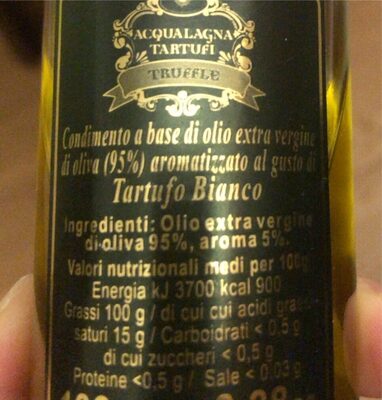 ACQUALAGNA
TARTUFI
TRUFFLE
Condimento a base di olio extra vergine
di oliva (95%) aromatizzato al gusto di
Tartufo Bianco
Ingredienti: Olio extra vergine
di oliva 95%, aroma 5%.
Valori nutrizionali medi per 100g
Energia kJ 3700 kcal 900
Grassi 100 g / di cui cui acidi grassi
saturi 15 g / Carboidrati < 0,5 g
di cui zuccheri < 0,5 g
Proteine <0,5 g / Sale < 0,03 g